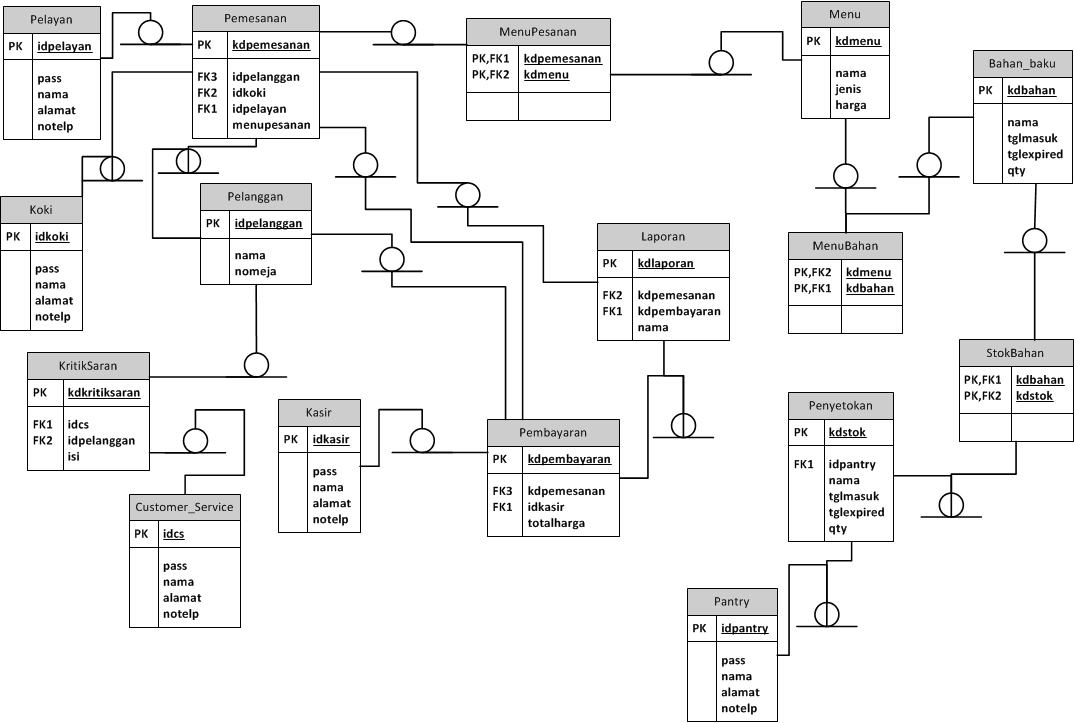 Pelayan
PK idpelayan
pass
nama
alamat
notelp
Pemesanan
PK kdpemesanan
FK3 idpelanggan
FK2 idkoki
FK1 idpelayan
menupesanan
MenuPesanan
PK,FK1 kdpemesanan
PK,FK2 kdmenu
Menu
PK kdmenu
nama
jenis
harga
Bahan_baku
PK kdbahan
nama
tglmasuk
tglexpired
qty
Koki
PK idkoki
pass
nama
alamat
notelp
Pelanggan
PK idpelanggan
nama
nomeja
Laporan
PK kdlaporan
FK2 kdpemesanan
FK1 kdpembayaran
nama
MenuBahan
PK,FK2 kdmenu
PK,FK1 kdbahan
StokBahan
PK,FK1 kdbahan
PK,FK2 kdstok
KritikSaran
PK kdkritiksaran
FK1 idcs
FK2 idpelanggan
isi
Kasir
PK idkasir
pass
nama
alamat
notelp
Pembayaran
PK kdpembayaran
FK3 kdpemesanan
FK1 idkasir
totalharga
Penyetokan
PK kdstok
FK1 idpantry
nama
tglmasuk
tglexpired
qty
Customer_Service
PK idcs
pass
nama
alamat
notelp
Pantry
PK idpantry
pass
nama
alamat
notelp